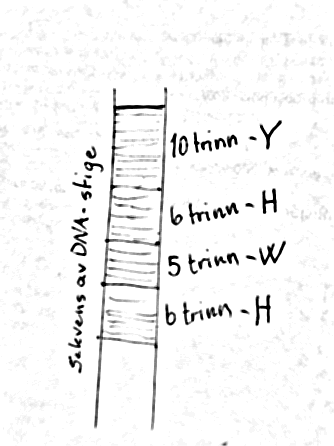 Sekvens av DNA-stige
10 trinn - Y
6 trinn - H
5 trinn - W
6 trinn - H